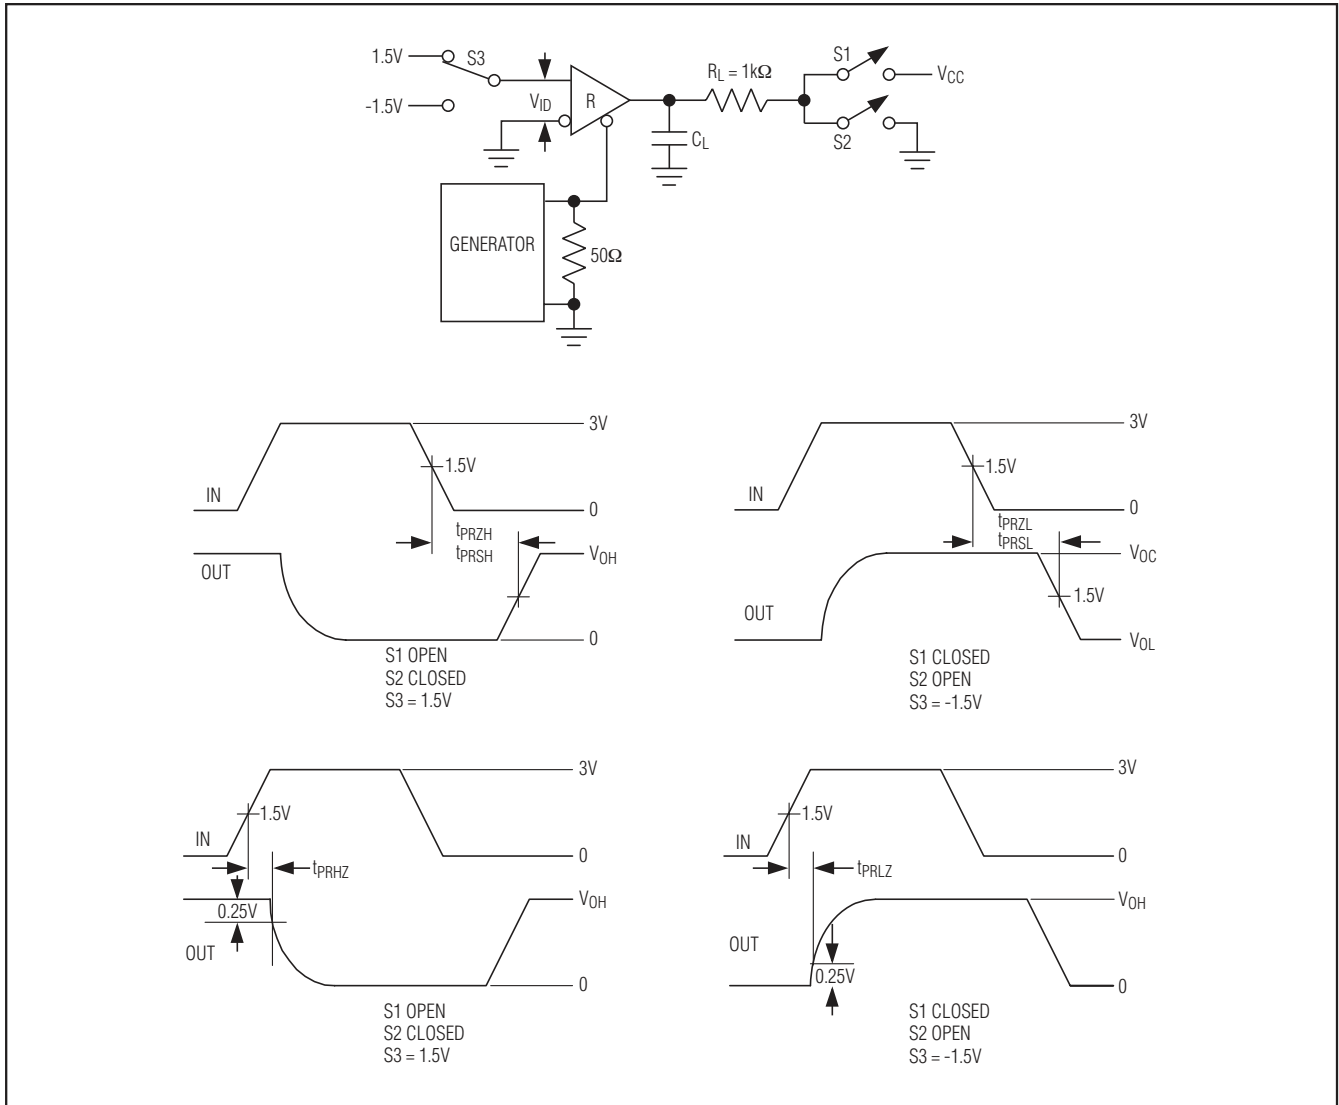 1.5V
S3
-1.5V
V_ID
R
R_L = 1kΩ
S1
V_CC
S2
C_L
GENERATOR
50Ω
3V
1.5V
IN
0
t_PRZH
t_PRSH
V_OH
OUT
0
S1 OPEN
S2 CLOSED
S3 = 1.5V
3V
1.5V
IN
0
t_PRZL
t_PRSL
V_OC
1.5V
OUT
V_OL
S1 CLOSED
S2 OPEN
S3 = -1.5V
3V
1.5V
IN
0
t_PRHZ
V_OH
0.25V
OUT
0
S1 OPEN
S2 CLOSED
S3 = 1.5V
3V
1.5V
IN
0
t_PRLZ
V_OH
OUT
0.25V
0
S1 CLOSED
S2 OPEN
S3 = -1.5V